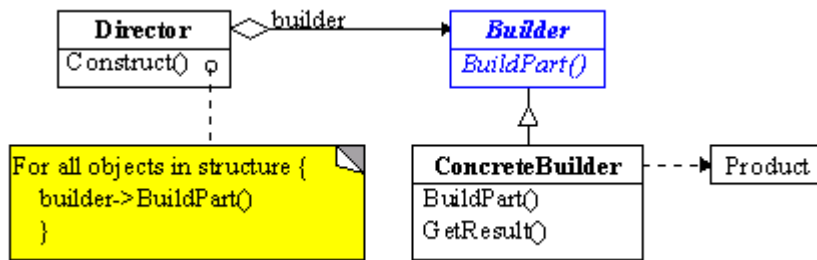 Director
Construct()
builder
Builder
BuildPart()
For all objects in structure {
builder->BuildPart()
}
ConcreteBuilder
BuildPart()
GetResult()
Product